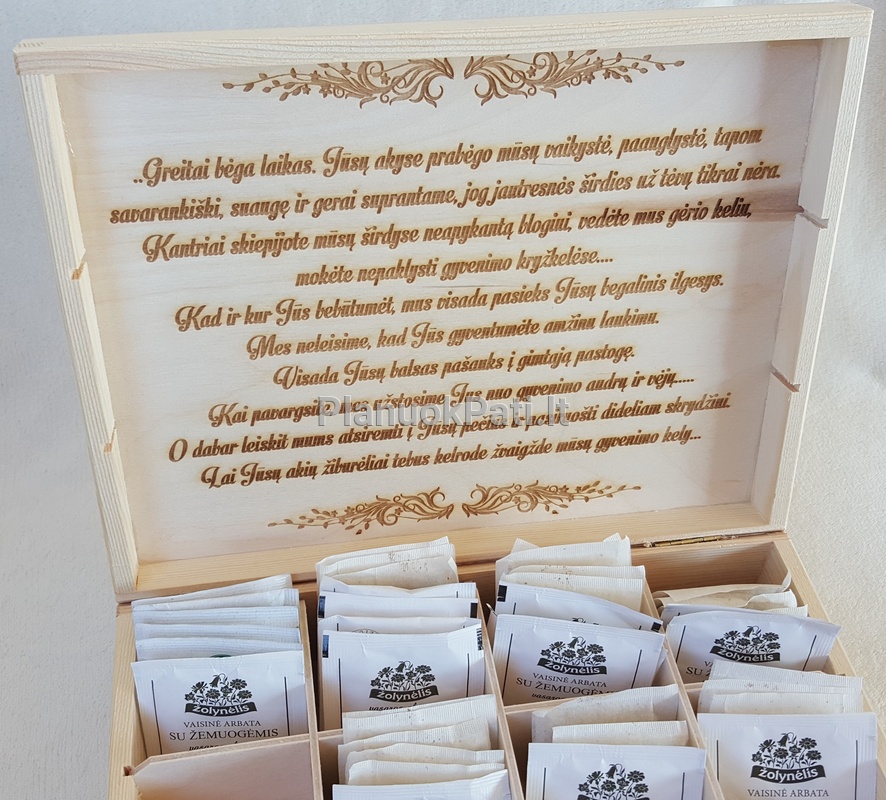 ..Greitai bėga laikas. Jūsų akyse prabėgo mūsų vaikystė, paauglystė, tapom
savarankiški, suaugę ir gerai suprantame, jog jautresnės širdies už tėvų tikrai nėra.
Kantriai skiepijote mūsų širdyse neapykantą blogiui, vedėte mus gėrio keliu,
mokėte nepaklysti gyvenimo kryžkelėse....
Kad ir kur Jūs bebūtumėt, mus visada pasieks Jūsų begalinis ilgesys.
Mes neleisime, kad Jūs gyventumėte amžinu laukimu.
Visada Jūsų balsas pašauks į gimtąją pastogę.
Kai pavargsite, mes užstosime Jus nuo gyvenimo audrų ir vėjų.....
PlanuokPati.lt
O dabar leiskit mums atsiremti į Jūsų pečius ir pasiruošti dideliam skrydžiui.
Lai Jūsų akių žiburėliai tebus kelrode žvaigžde mūsų gyvenimo kely...
žolynėlis
VAISINĖ ARBATA
SU ŽEMUOGĖMIS
žolynėlis
žolynėlis
VAISINĖ ARBATA
SU ŽEMUOGĖMIS
žolynėlis
žolynėlis
VAISINĖ ARBATA